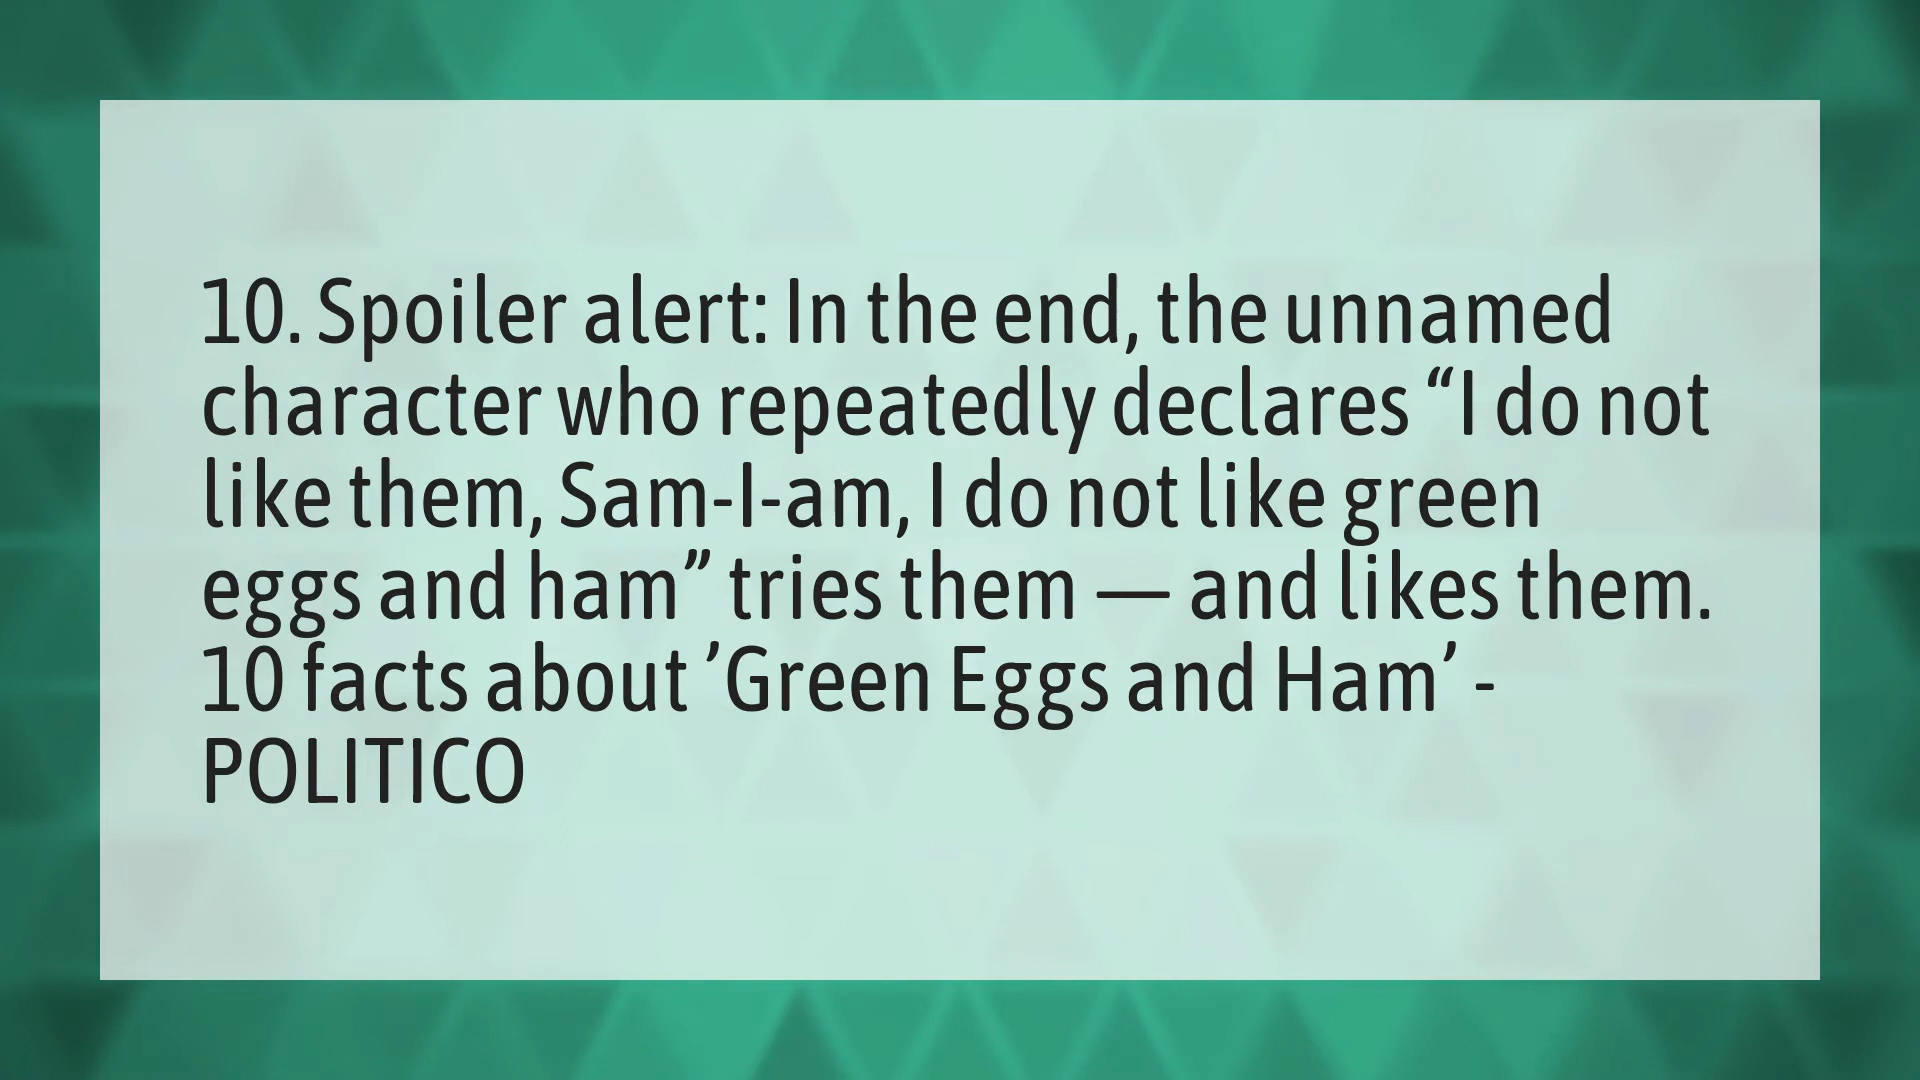 10. Spoiler alert: In the end, the unnamed
character who repeatedly declares “I do not
like them, Sam-I-am, I do not like green
eggs and ham” tries them — and likes them.
10 facts about ’Green Eggs and Ham’ -
POLITICO